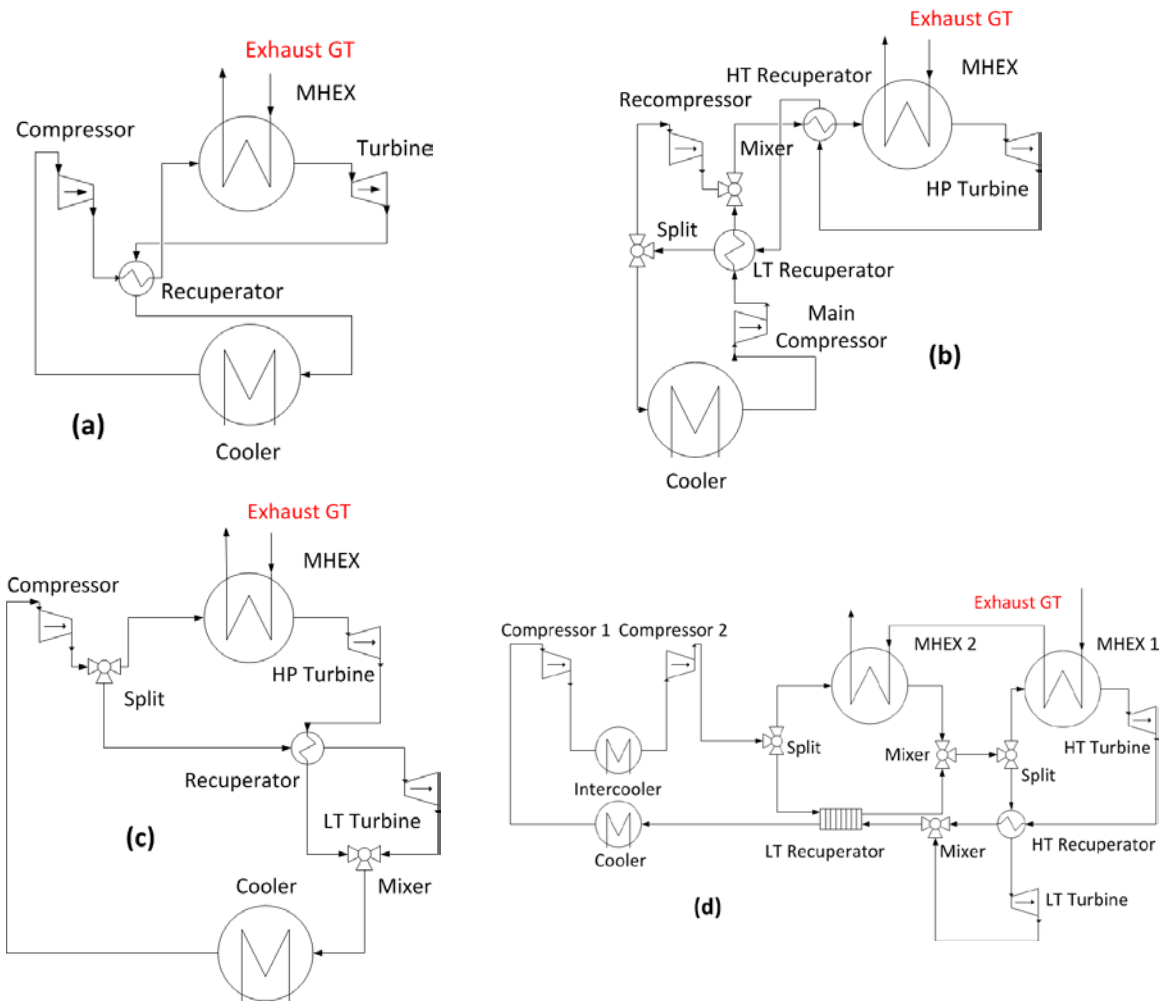 Exhaust GT
MHEX
Compressor
Turbine
Recuperator
Cooler
(a)
Exhaust GT
HT Recuperator
MHEX
Recompressor
Mixer
HP Turbine
Split
LT Recuperator
Main
Compressor
Cooler
(b)
Exhaust GT
MHEX
Compressor
HP Turbine
Split
Recuperator
LT Turbine
Mixer
Cooler
(c)
Exhaust GT
Compressor 1
Compressor 2
MHEX 2
MHEX 1
Split
Mixer
Split
HT Turbine
Intercooler
Cooler
LT Recuperator
Mixer
HT Recuperator
LT Turbine
(d)